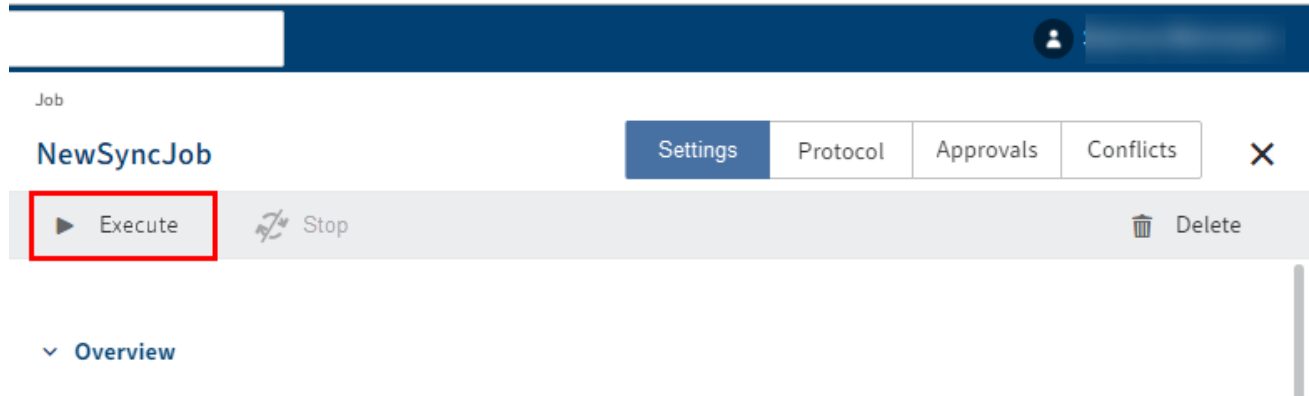 Job
NewSyncJob
Settings Protocol Approvals Conflicts
Execute Stop Delete
Overview